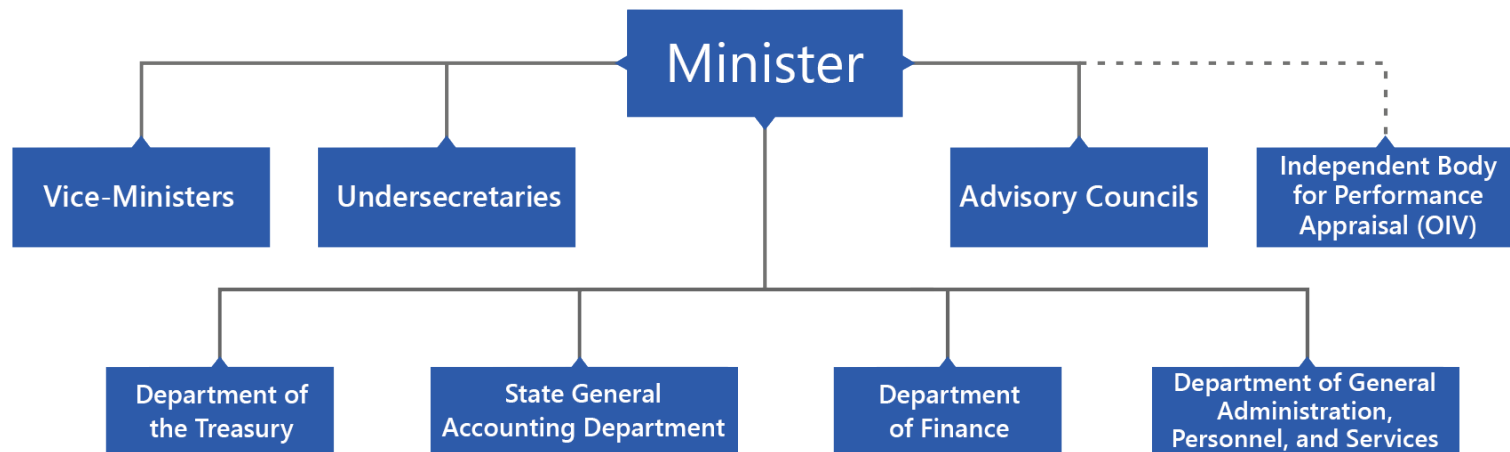 Minister
Vice-Ministers
Undersecretaries
Advisory Councils
Independent Body
for Performance
Appraisal (OIV)
Department of
the Treasury
State General
Accounting Department
Department
of Finance
Department of General
Administration,
Personnel, and Services